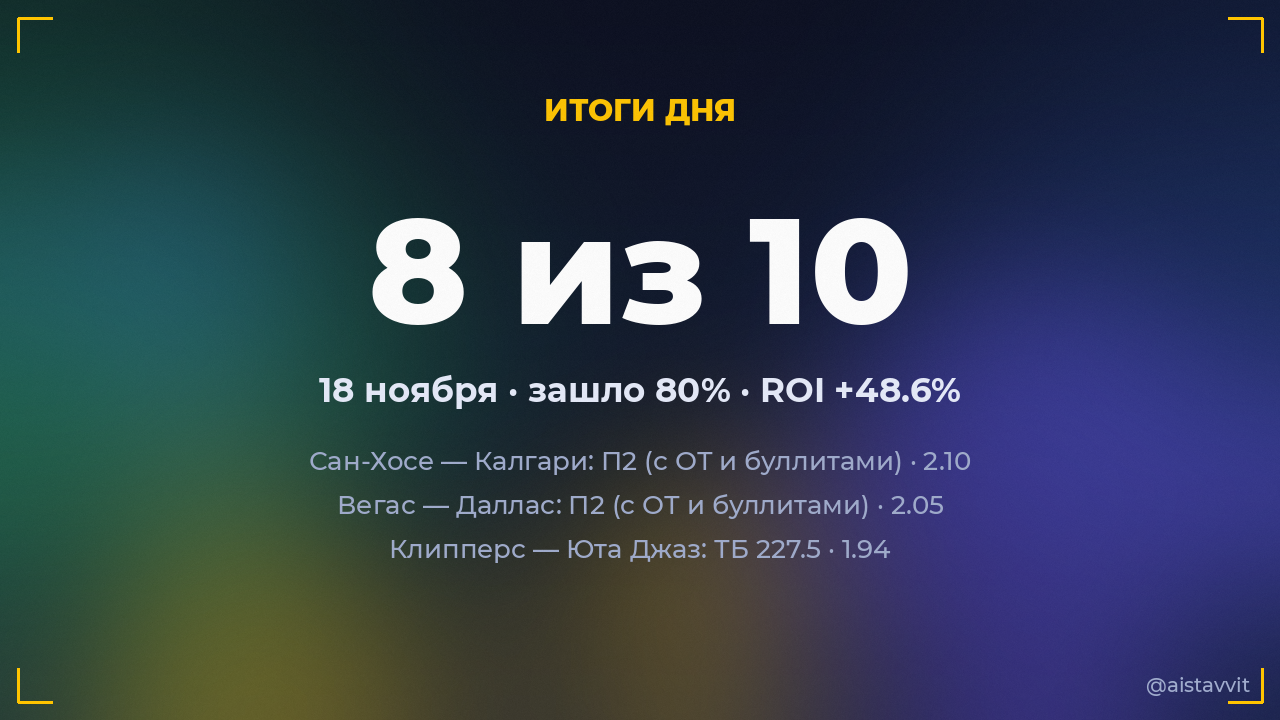 ИТОГИ ДНЯ
8 из 10
18 ноября · зашло 80% · ROI +48.6%
Сан-Хосе — Калгари: П2 (с ОТ и буллитами) · 2.10
Вегас — Даллас: П2 (с ОТ и буллитами) · 2.05
Клипперс — Юта Джаз: ТБ 227.5 · 1.94
@aistavvit